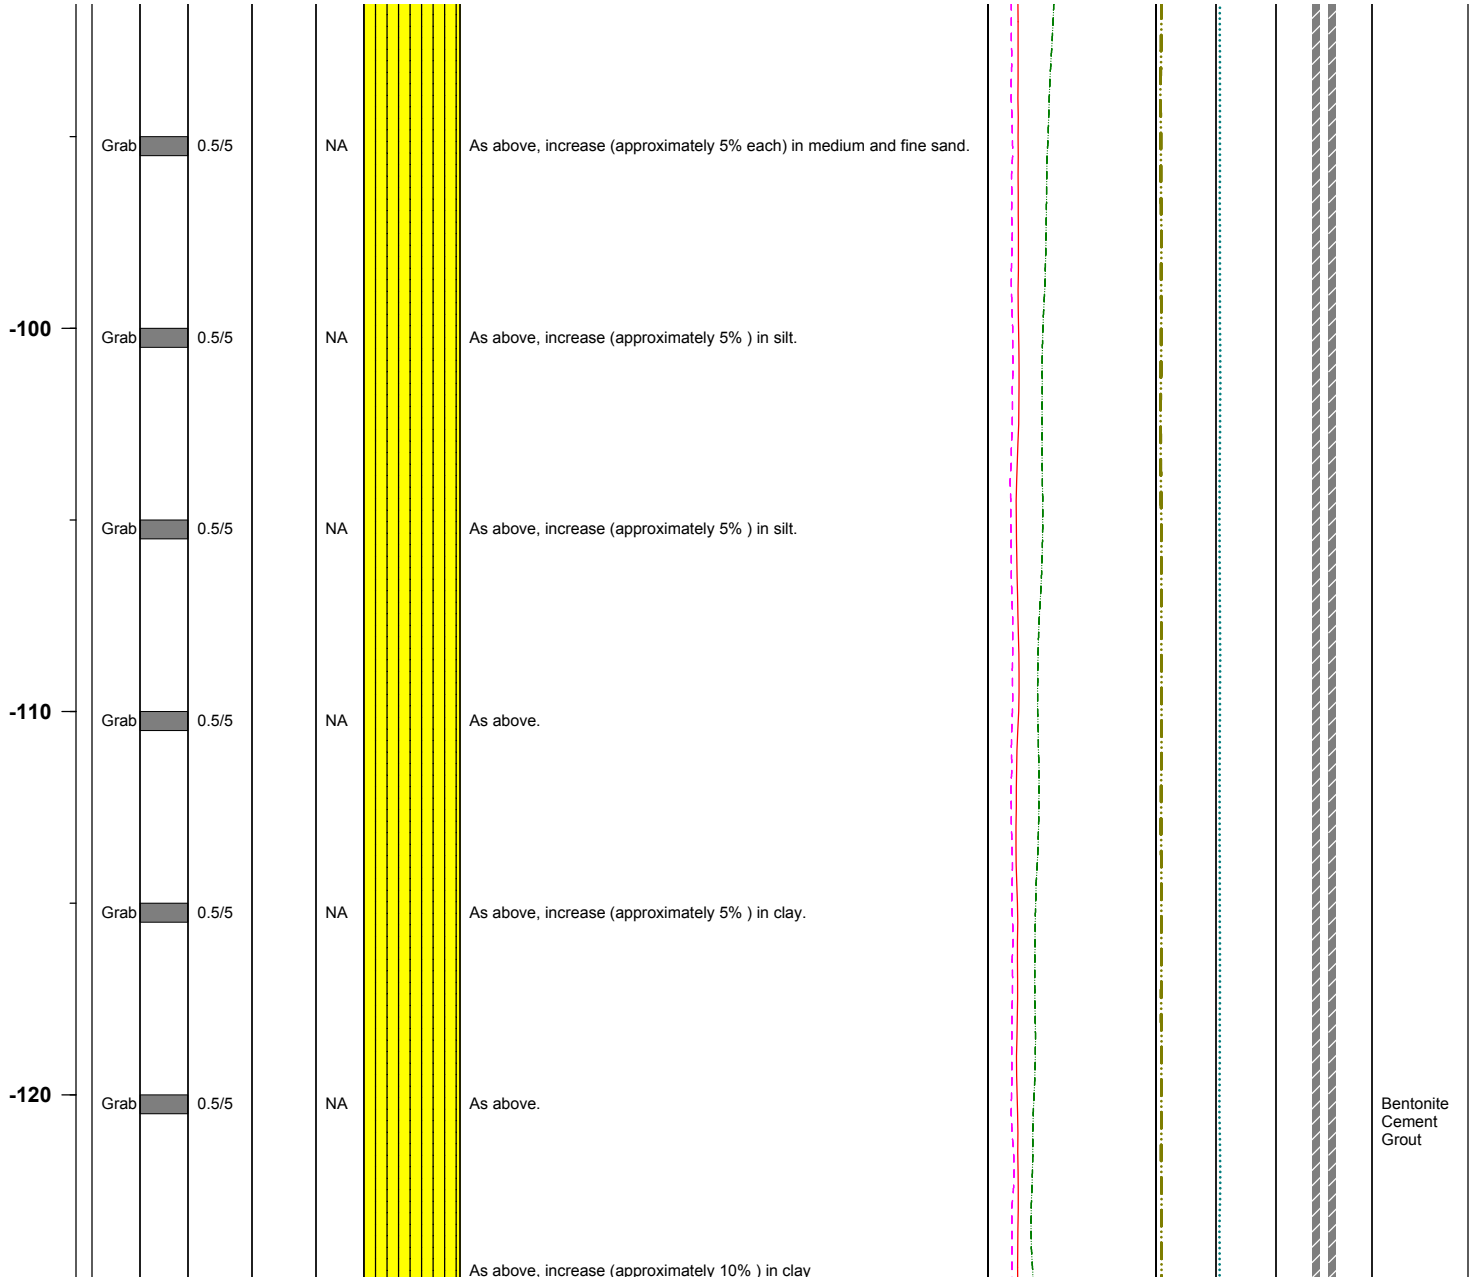 Grab 0.5/5 NA As above, increase (approximately 5% each) in medium and fine sand.
-100 Grab 0.5/5 NA As above, increase (approximately 5% ) in silt.
Grab 0.5/5 NA As above, increase (approximately 5% ) in silt.
-110 Grab 0.5/5 NA As above.
Grab 0.5/5 NA As above, increase (approximately 5% ) in clay.
-120 Grab 0.5/5 NA As above. Bentonite
Cement
Grout
As above, increase (approximately 10% ) in clay